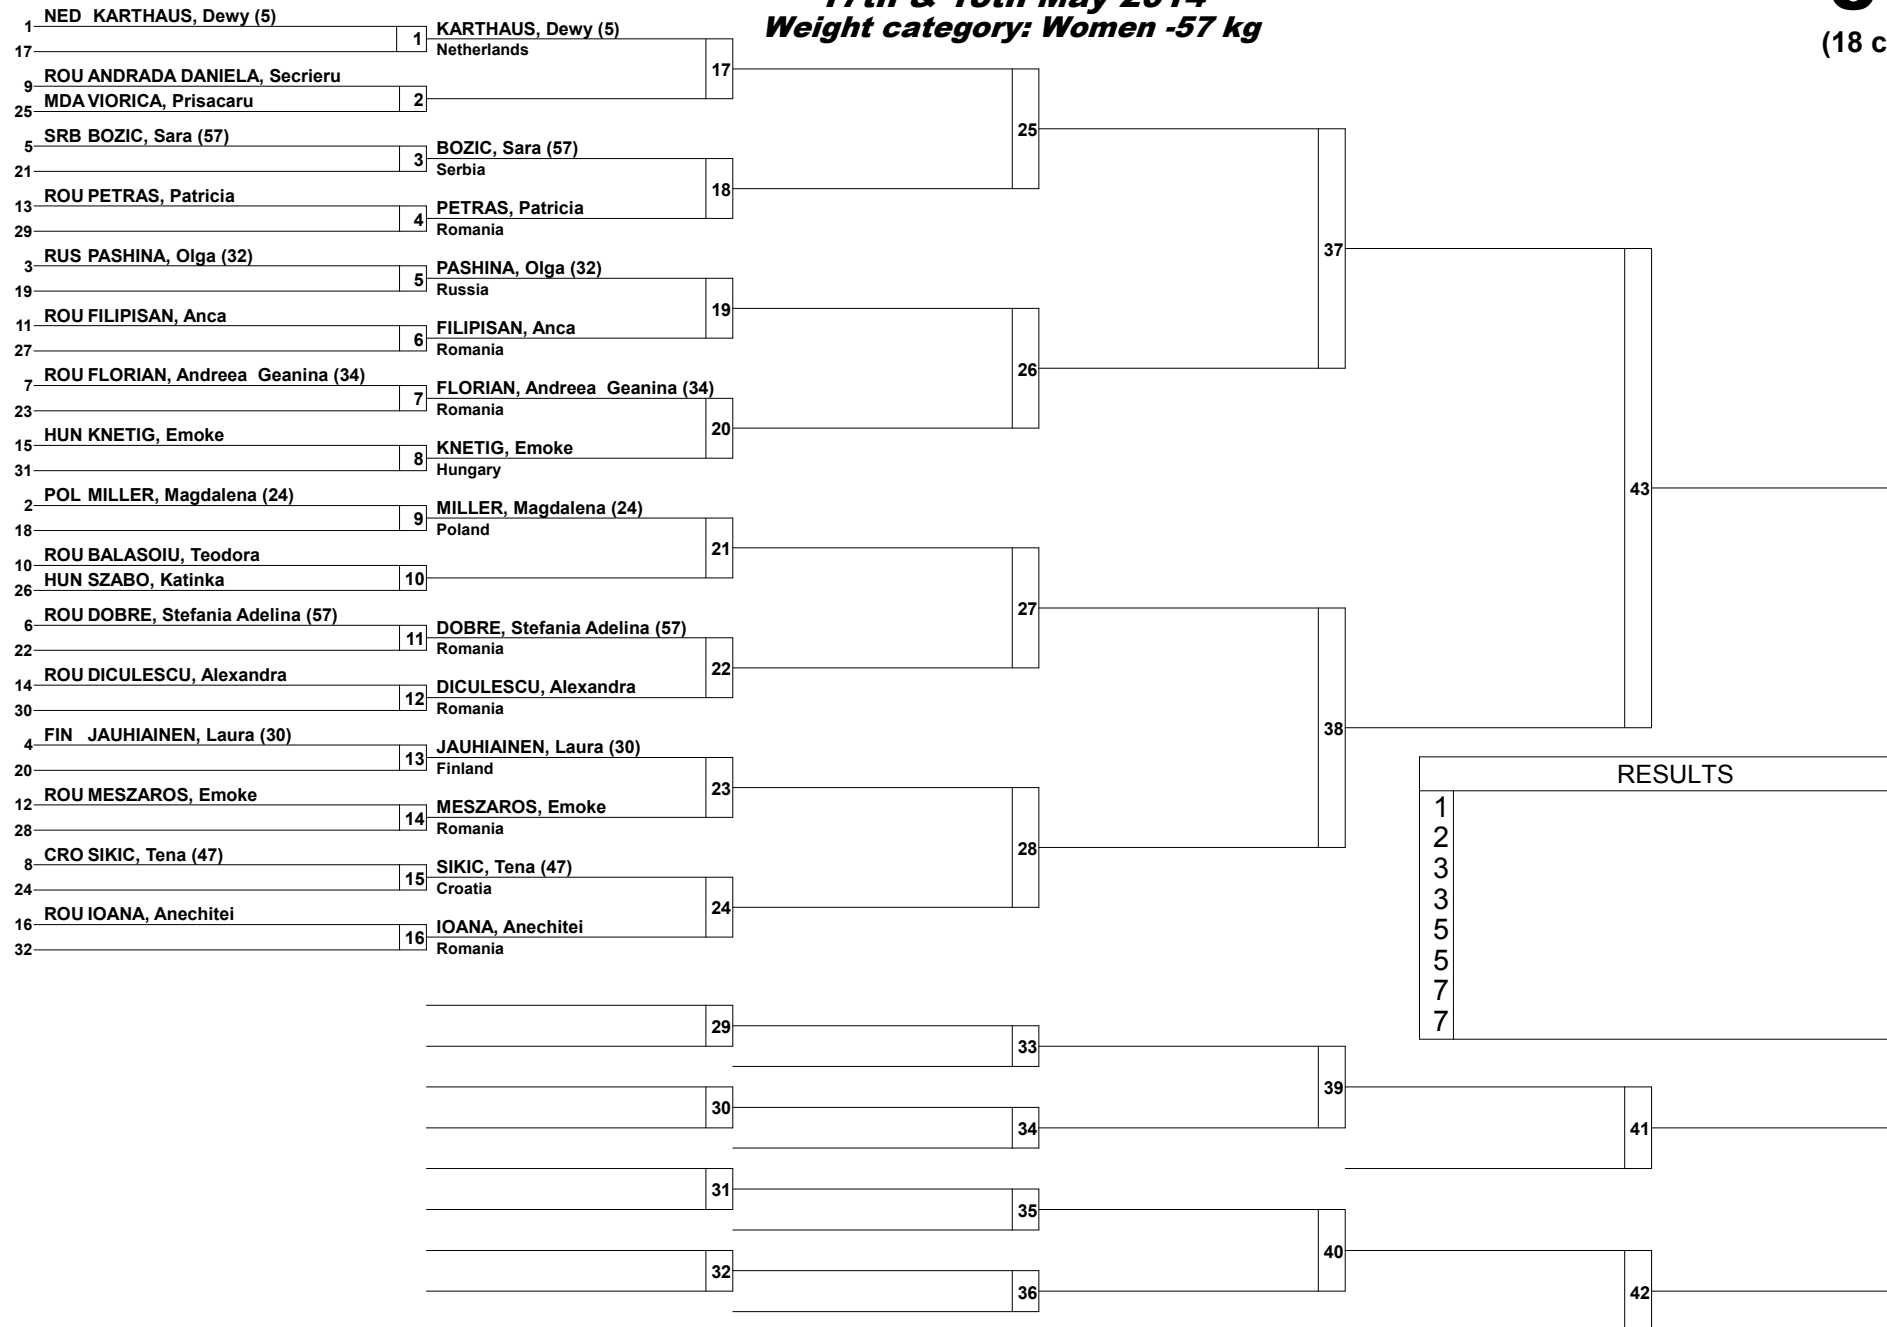 17th & 18th May 2014
Weight category: Women -57 kg
(18 c
1 NED KARTHAUS, Dewy (5)
17
1 KARTHAUS, Dewy (5)
Netherlands
9 ROU ANDRADA DANIELA, Secrieru
25 MDA VIORICA, Prisacaru
2
17
5 SRB BOZIC, Sara (57)
21
3 BOZIC, Sara (57)
Serbia
13 ROU PETRAS, Patricia
29
4 PETRAS, Patricia
Romania
18
25
3 RUS PASHINA, Olga (32)
19
5 PASHINA, Olga (32)
Russia
11 ROU FILIPISAN, Anca
27
6 FILIPISAN, Anca
Romania
19
7 ROU FLORIAN, Andreea Geanina (34)
23
7 FLORIAN, Andreea Geanina (34)
Romania
15 HUN KNETIG, Emoke
31
8 KNETIG, Emoke
Hungary
20
26
37
2 POL MILLER, Magdalena (24)
18
9 MILLER, Magdalena (24)
Poland
10 ROU BALASOIU, Teodora
26 HUN SZABO, Katinka
10
21
6 ROU DOBRE, Stefania Adelina (57)
22
11 DOBRE, Stefania Adelina (57)
Romania
14 ROU DICULESCU, Alexandra
30
12 DICULESCU, Alexandra
Romania
22
27
4 FIN JAUHIAINEN, Laura (30)
20
13 JAUHIAINEN, Laura (30)
Finland
12 ROU MESZAROS, Emoke
28
14 MESZAROS, Emoke
Romania
23
8 CRO SIKIC, Tena (47)
24
15 SIKIC, Tena (47)
Croatia
16 ROU IOANA, Anechitei
32
16 IOANA, Anechitei
Romania
24
28
38
43
RESULTS
1
2
3
3
5
5
7
7
29
33
30
34
39
41
31
35
32
36
40
42